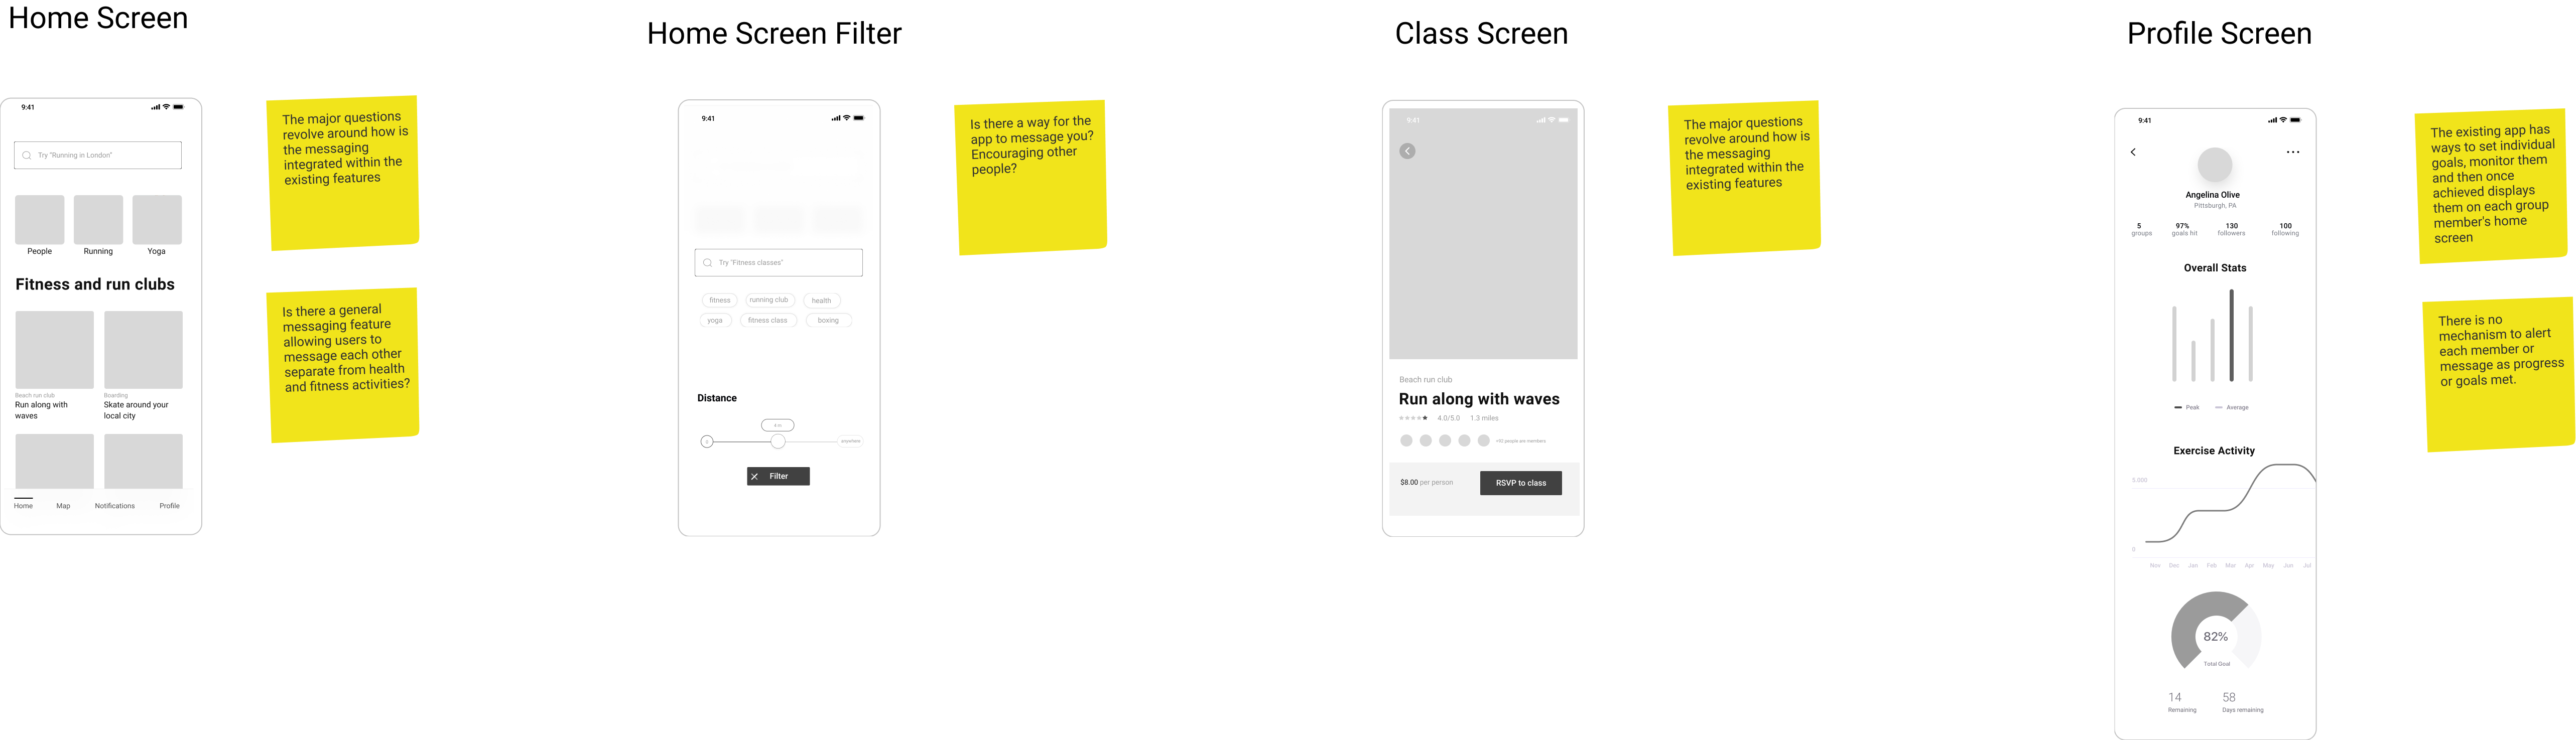 Home Screen
9:41
Try "Running in London"
People
Running
Yoga
Fitness and run clubs
Beach run club
Run along with
waves
Boarding
Skate around your
local city
Home
Map
Notifications
Profile
The major questions
revolve around how is
the messaging
integrated within the
existing features
Is there a general
messaging feature
allowing users to
message each other
separate from health
and fitness activities?
Home Screen Filter
9:41
Try "Fitness classes"
fitness
running club
health
yoga
fitness class
boxing
Distance
anywhere
Filter
Is there a way for the
app to message you?
Encouraging other
people?
Class Screen
9:41
Beach run club
Run along with waves
4.0/5.0
1.3 miles
people are members
$8.00 per person
RSVP to class
The major questions
revolve around how is
the messaging
integrated within the
existing features
Profile Screen
9:41
Angelina Olive
Pittsburgh, PA
5
groups
97%
goals hit
130
followers
100
following
Overall Stats
Peak
Average
Exercise Activity
5.000
0
Nov
Dec
Jan
Feb
Mar
Apr
May
Jun
Jul
82%
Total Goal
14
Remaining
58
Days remaining
The existing app has
ways to set individual
goals, monitor them
and then once
achieved displays
them on each group
member's home
screen
There is no
mechanism to alert
each member or
message as progress
or goals met.